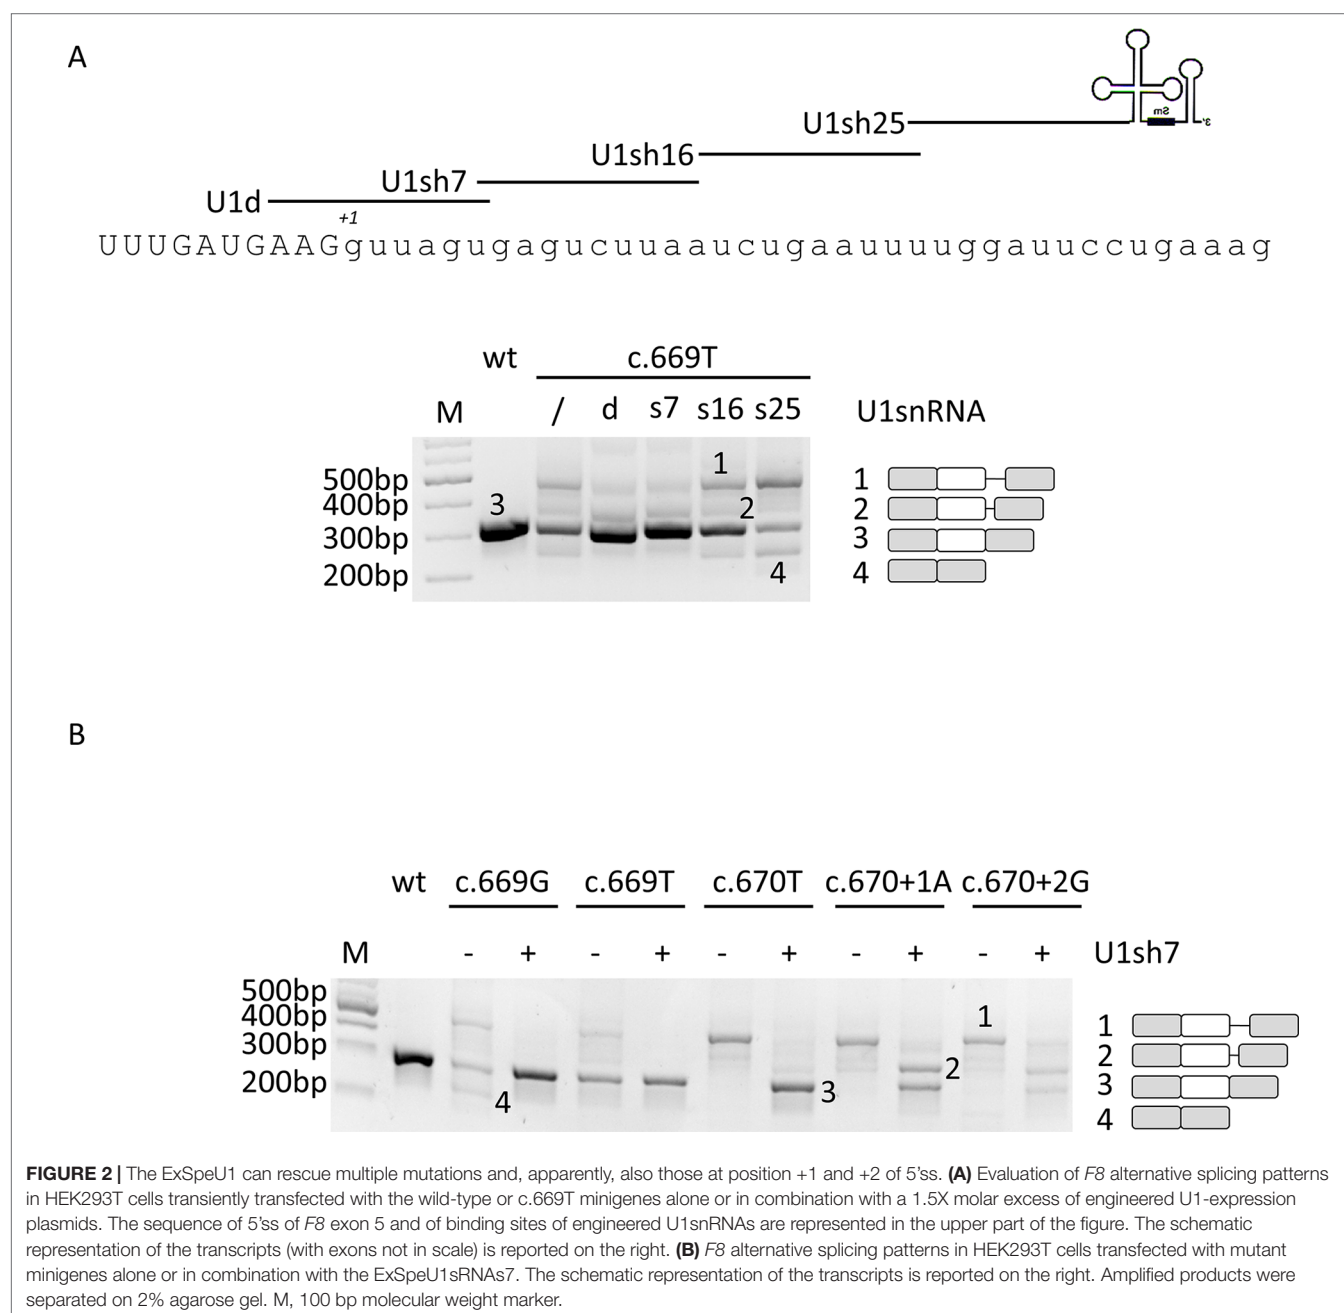 A
U1sh25
Sm
3'
U1sh16
U1sh7
U1d
+1
UUUGAUGAAGguuagugagucuuaaucugaauuuuggauuccugaaag
wt c.669T
M / d s7 s16 s25 U1snRNA
500bp 1 1
400bp 3 2 2
300bp 3
200bp 4 4
B
wt c.669G c.669T c.670T c.670+1A c.670+2G
M - + - + - + - + - + U1sh7
500bp
400bp 1 1
300bp 2 2
200bp 3 3
4 4
FIGURE 2 | The ExSpeU1 can rescue multiple mutations and, apparently, also those at position +1 and +2 of 5'ss. (A) Evaluation of F8 alternative splicing patterns
in HEK293T cells transiently transfected with the wild-type or c.669T minigenes alone or in combination with a 1.5X molar excess of engineered U1-expression
plasmids. The sequence of 5'ss of F8 exon 5 and of binding sites of engineered U1snRNAs are represented in the upper part of the figure. The schematic
representation of the transcripts (with exons not in scale) is reported on the right. (B) F8 alternative splicing patterns in HEK293T cells transfected with mutant
minigenes alone or in combination with the ExSpeU1sRNAs7. The schematic representation of the transcripts is reported on the right. Amplified products were
separated on 2% agarose gel. M, 100 bp molecular weight marker.